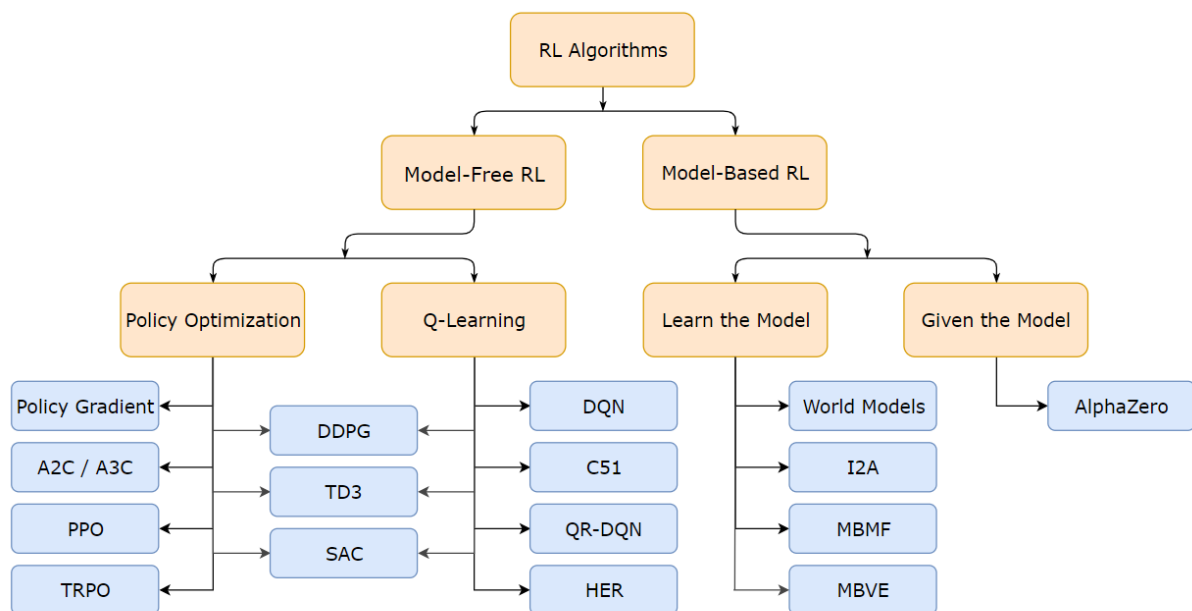 RL Algorithms
Model-Free RL
Model-Based RL
Policy Optimization
Q-Learning
Learn the Model
Given the Model
Policy Gradient
DDPG
DQN
World Models
AlphaZero
A2C / A3C
TD3
C51
I2A
PPO
SAC
QR-DQN
MBMF
TRPO
HER
MBVE